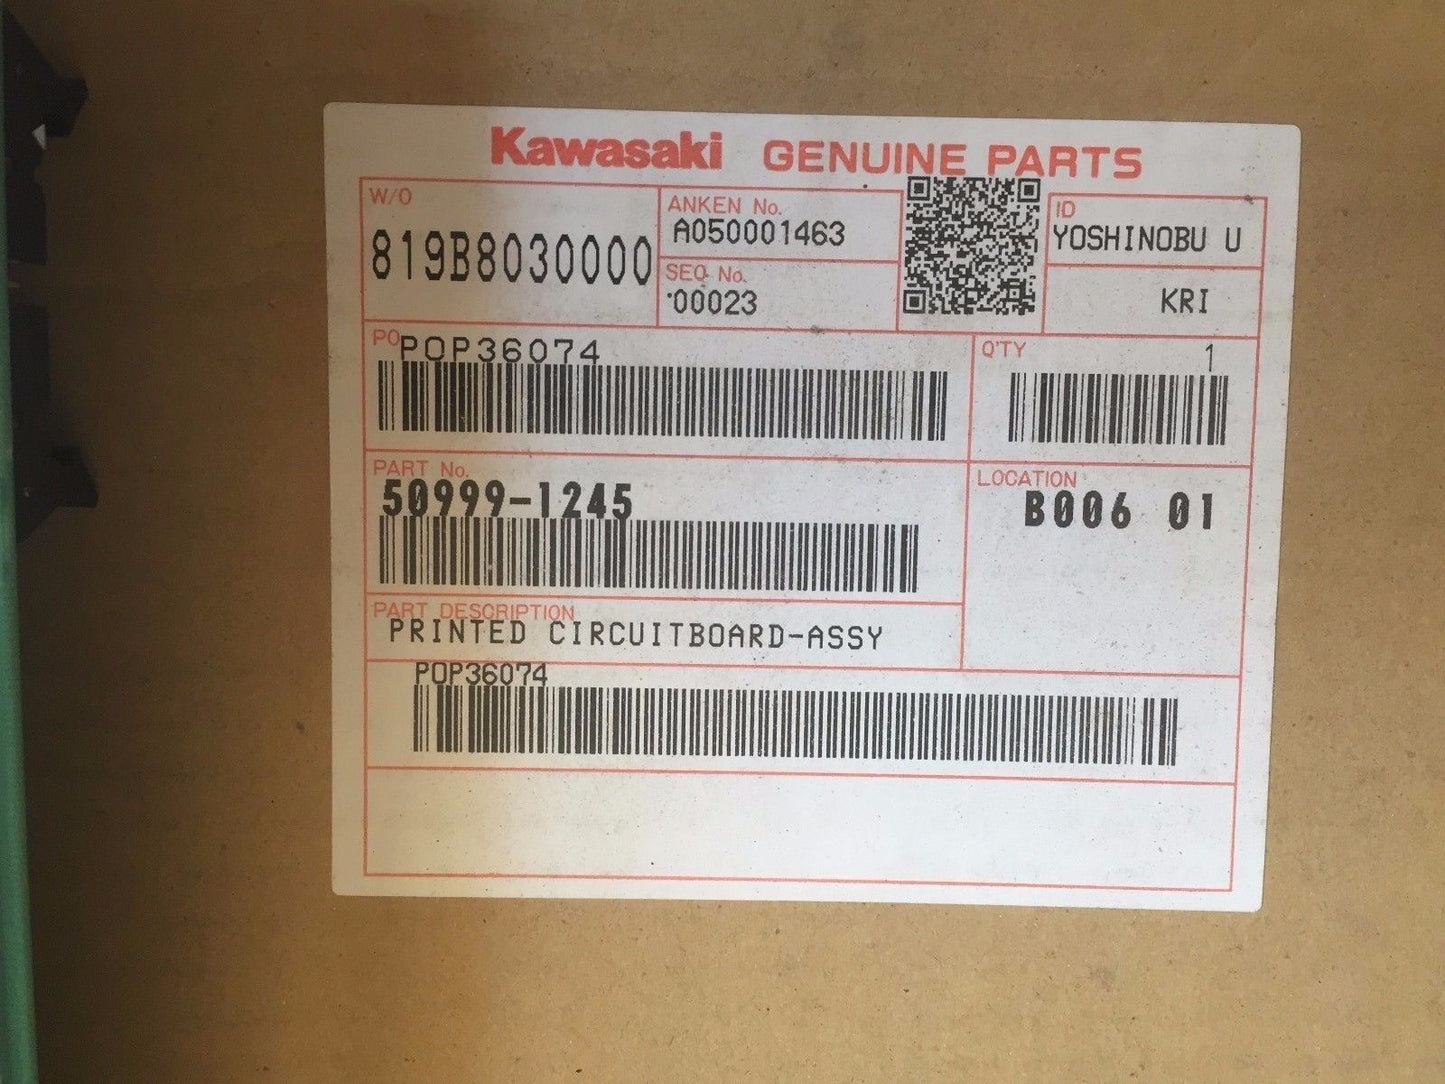 Kawasaki GENUINE PARTS
W/O
819B8030000
ANKEN No.
A050001463
SEQ No.
00023
ID
YOSHINOBU U
KRI
PO
POP36074
Q'TY
1
PART No.
50999-1245
LOCATION
B006 01
PART DESCRIPTION
PRINTED CIRCUITBOARD-ASSY
POP36074